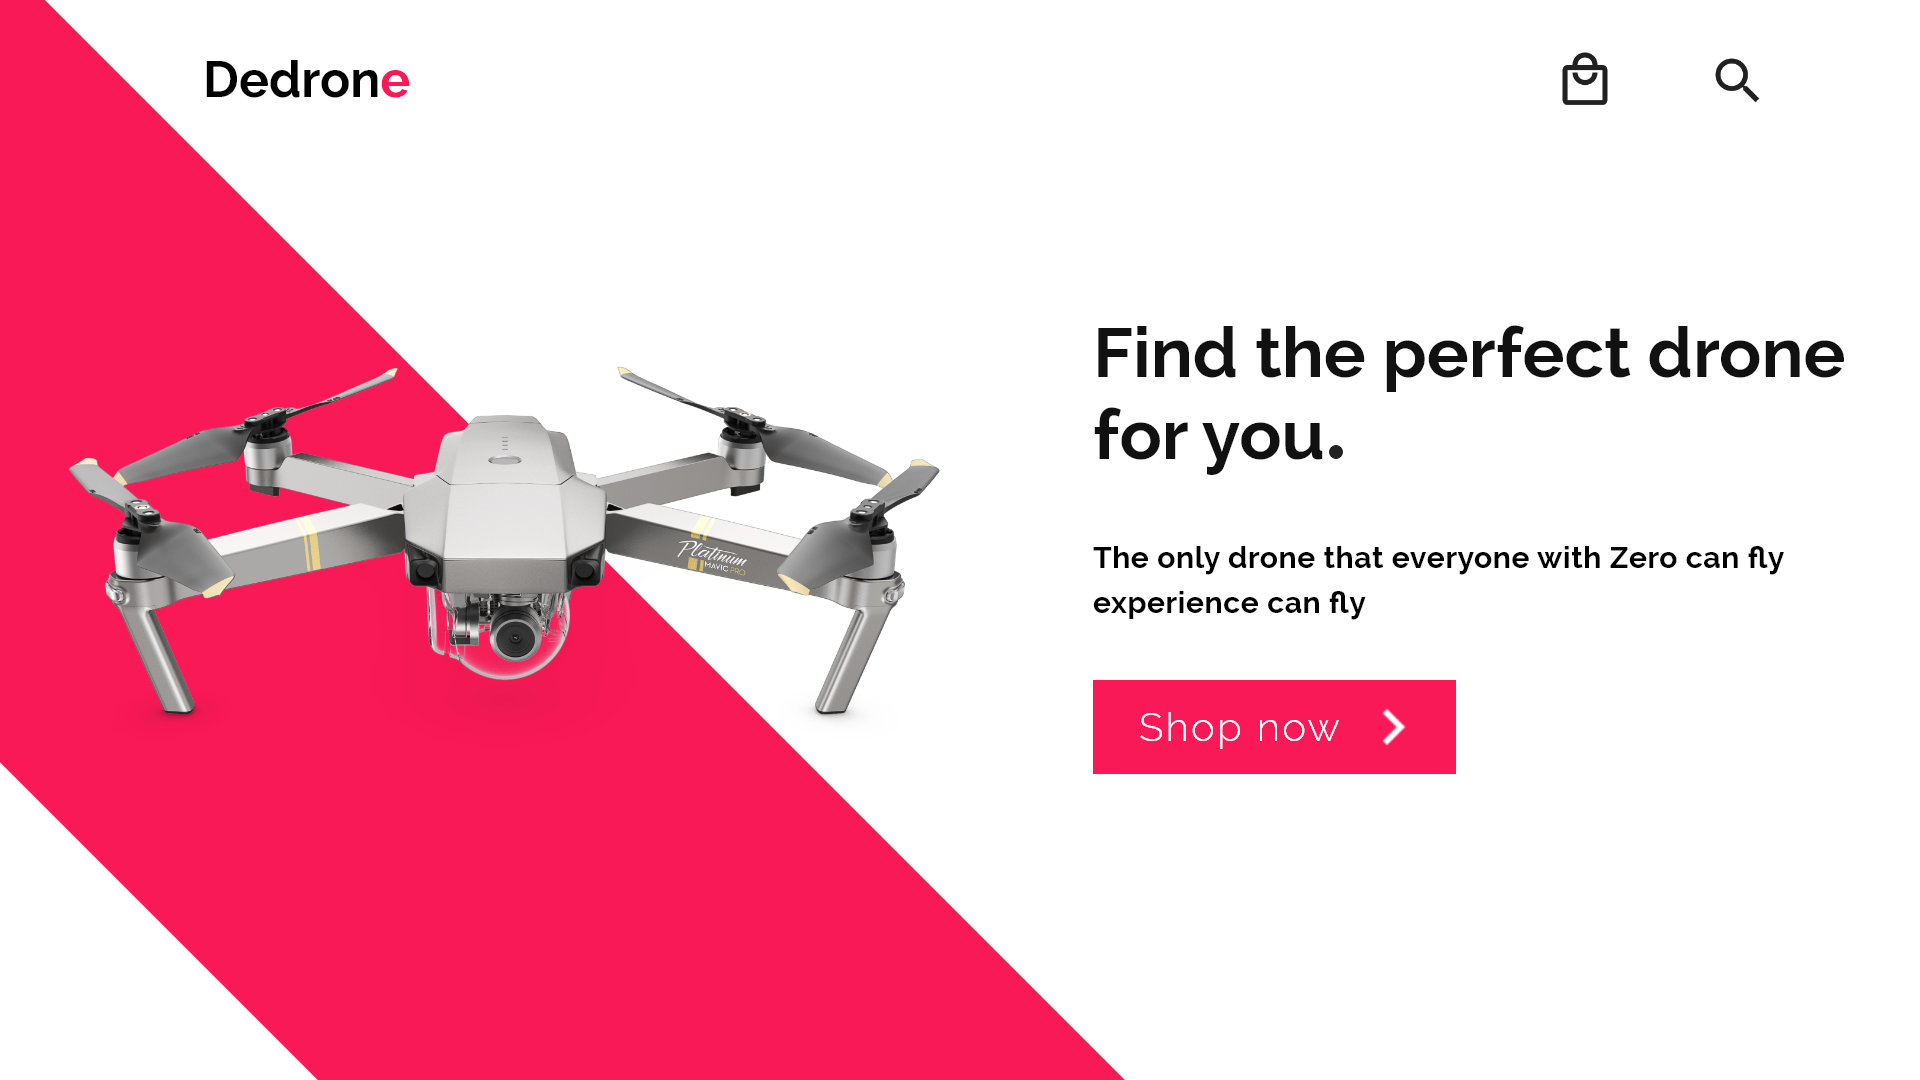 Dedrone
Find the perfect drone
for you.
Platinum
MAVIC PRO
The only drone that everyone with Zero can fly
experience can fly
Shop now